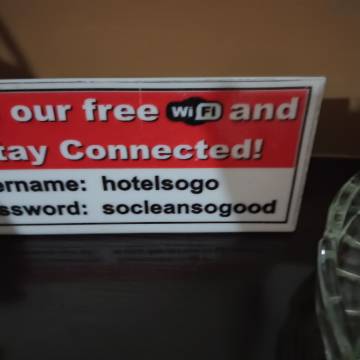 our free WiFi and
tay Connected!
ername: hotelsogo
ssword: socleansogood